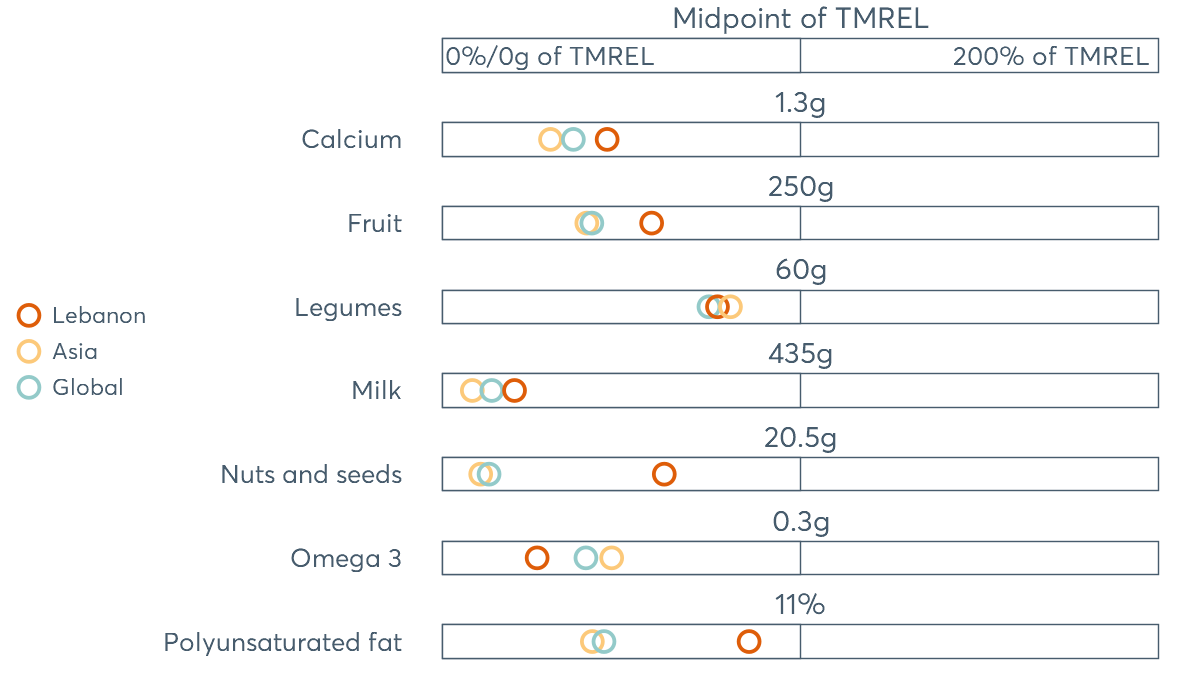 Midpoint of TMREL
0%/0g of TMREL 200% of TMREL
1.3g
Calcium
250g
Fruit
60g
Legumes
435g
Milk
20.5g
Nuts and seeds
0.3g
Omega 3
11%
Polyunsaturated fat
Lebanon
Asia
Global